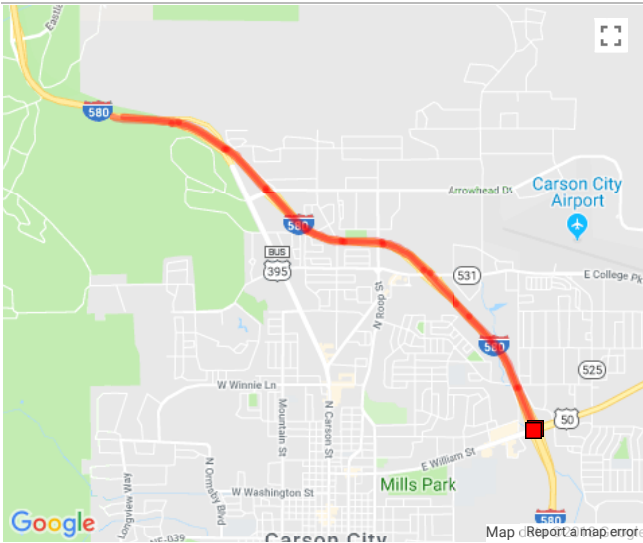 Eastla
580
Arrowhead Dr
Carson City
Airport
580
BUS
395
531
E College Pk
N Roop St
580
525
W Winnie Ln
50
Mountain St
N Carson St
E William St
N Ormsby Blvd
Longview Way
W Washington St
Mills Park
580
Google
Carson City
Map
Report a map error